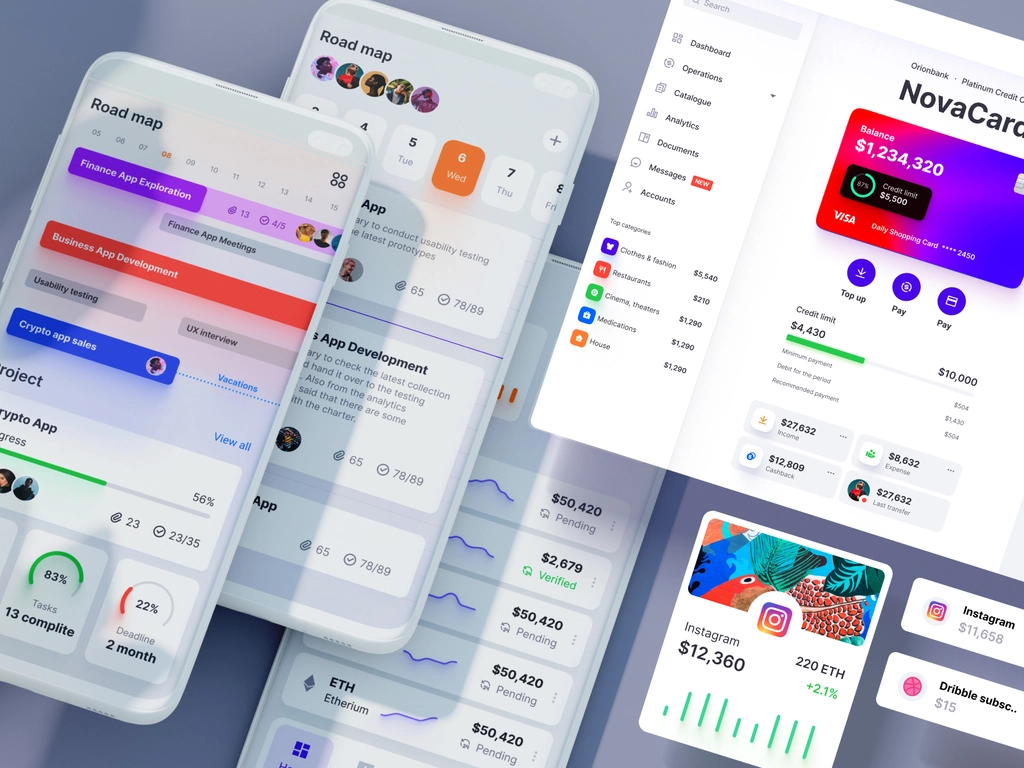 Road map
05 06 07 08 09 10 11 12 13 14 15
Finance App Exploration
13 4/5
Finance App Meetings
Business App Development
Usability testing
UX interview
Crypto app sales
Vacations
roject
View all
rypto App
gress
56%
23 23/35
83%
Tasks
13 complite
22%
Deadline
2 month
Road map
4
5
Tue
6
Wed
7
Thu
8
Fri
App
ary to conduct usability testing
e latest prototypes
65 78/89
s App Development
ary to check the latest collection
d hand it over to the testing
. Also from the analytics
said that there are some
ith the charter.
65 78/89
App
65 78/89
$50,420
Pending
$2,679
Verified
$50,420
Pending
$50,420
Pending
ETH
Etherium
$50,420
Pending
Search
Dashboard
Operations
Catalogue
Analytics
Documents
Messages NEW
Accounts
Top categories
Clothes & fashion $5,540
Restaurants $210
Cinema, theaters $1,290
Medications $1,290
House $1,290
Orionbank · Platinum Credit C
NovaCard
Balance
$1,234,320
87%
Credit limit
$5,500
VISA
Daily Shopping Card **** 2450
Top up
Pay
Pay
Credit limit
$4,430 $10,000
Minimum payment $504
Debit for the period $1,430
Recommended payment $504
$27,632
Income
$8,632
Expense
$12,809
Cashback
$27,632
Last transfer
Instagram
$12,360
220 ETH
+2.1%
Instagram
$11,658
Dribble subsc..
$15